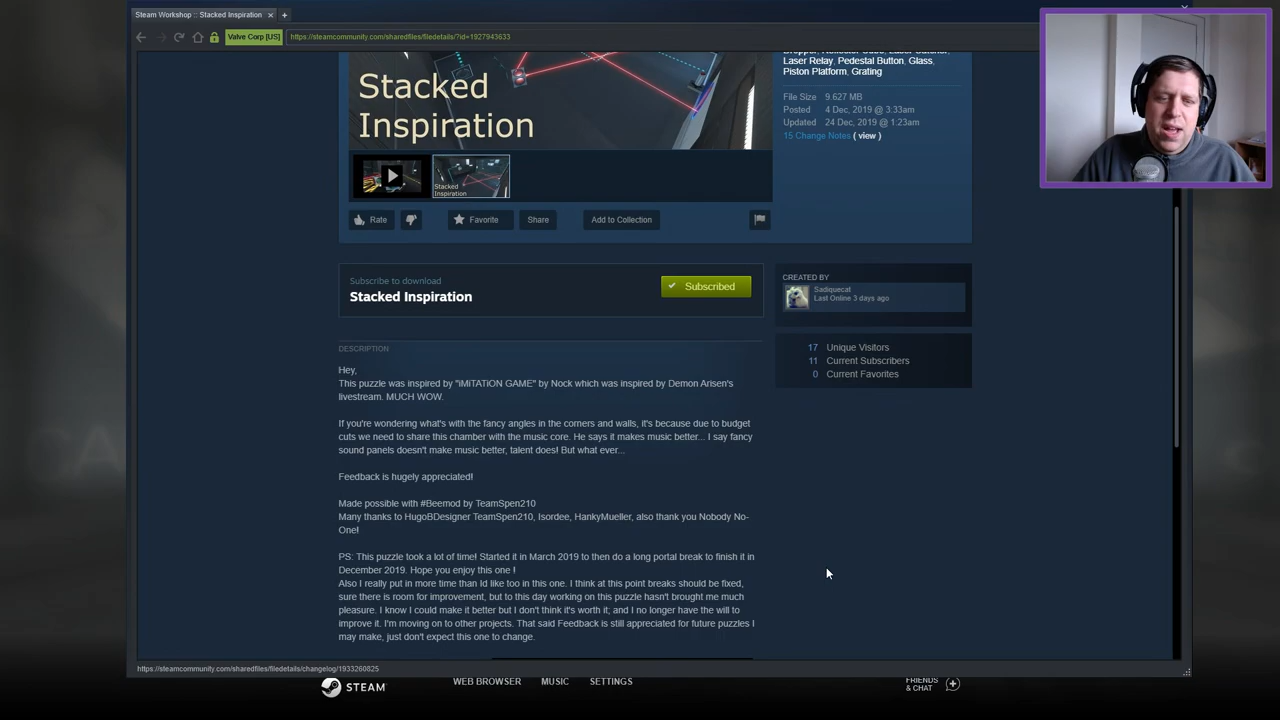 Steam Workshop :: Stacked Inspiration
Valve Corp [US]
https://steamcommunity.com/sharedfiles/filedetails/?id=1927943633
Laser Relay, Pedestal Button, Glass,
Piston Platform, Grating
Stacked
Inspiration
File Size 9.627 MB
Posted 4 Dec, 2019 @ 3:33am
Updated 24 Dec, 2019 @ 1:23am
15 Change Notes ( view )
Stacked
Inspiration
Rate Favorite Share Add to Collection
Subscribe to download
Stacked Inspiration
Subscribed
CREATED BY
Sadiquecat
Last Online 3 days ago
17 Unique Visitors
11 Current Subscribers
0 Current Favorites
DESCRIPTION
Hey,
This puzzle was inspired by "iMiTATiON GAME" by Nock which was inspired by Demon Arisen's
livestream. MUCH WOW.
If you're wondering what's with the fancy angles in the corners and walls, it's because due to budget
cuts we need to share this chamber with the music core. He says it makes music better... I say fancy
sound panels doesn't make music better, talent does! But what ever...
Feedback is hugely appreciated!
Made possible with #Beemod by TeamSpen210
Many thanks to HugoBDesigner TeamSpen210, Isordee, HankyMueller, also thank you Nobody No-
One!
PS: This puzzle took a lot of time! Started it in March 2019 to then do a long portal break to finish it in
December 2019. Hope you enjoy this one !
Also I really put in more time than Id like too in this one. I think at this point breaks should be fixed,
sure there is room for improvement, but to this day working on this puzzle hasn't brought me much
pleasure. I know I could make it better but I don't think it's worth it; and I no longer have the will to
improve it. I'm moving on to other projects. That said Feedback is still appreciated for future puzzles I
may make, just don't expect this one to change.
https://steamcommunity.com/sharedfiles/filedetails/changelog/1933260825
STEAM
WEB BROWSER MUSIC SETTINGS
FRIENDS
& CHAT